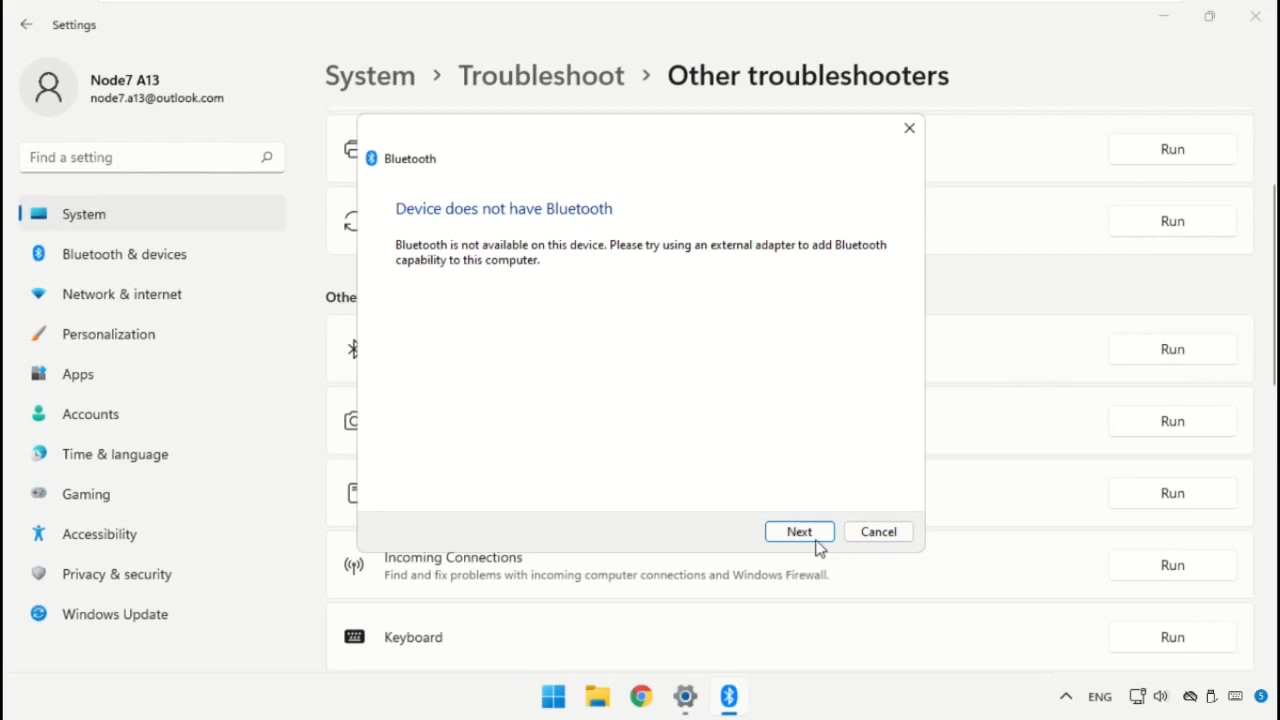 Settings
Node7 A13
node7.a13@outlook.com
Find a setting
System
Bluetooth & devices
Network & internet
Personalization
Apps
Accounts
Time & language
Gaming
Accessibility
Privacy & security
Windows Update
System > Troubleshoot > Other troubleshooters
Run
Run
Othe
Run
Run
Run
Bluetooth
Device does not have Bluetooth
Bluetooth is not available on this device. Please try using an external adapter to add Bluetooth
capability to this computer.
Next Cancel
Incoming Connections
Find and fix problems with incoming computer connections and Windows Firewall.
Run
Keyboard
Run
ENG
5